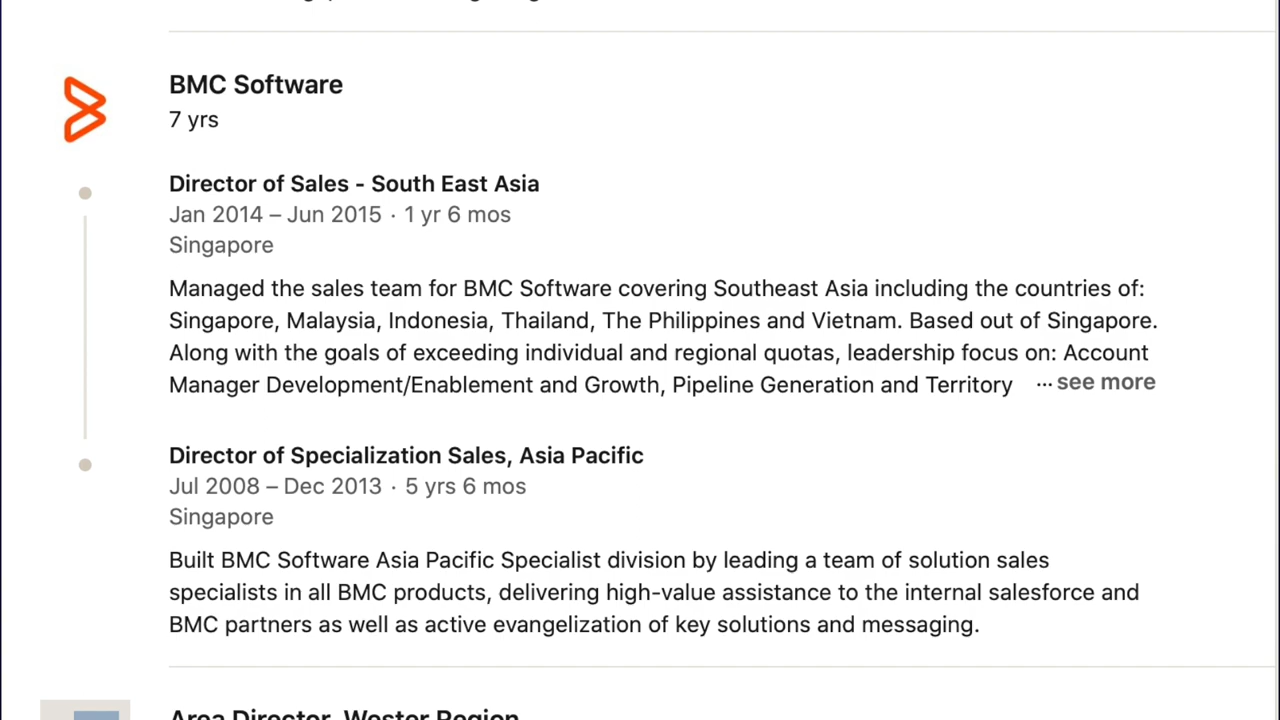 BMC Software
7 yrs
Director of Sales - South East Asia
Jan 2014 – Jun 2015 · 1 yr 6 mos
Singapore
Managed the sales team for BMC Software covering Southeast Asia including the countries of:
Singapore, Malaysia, Indonesia, Thailand, The Philippines and Vietnam. Based out of Singapore.
Along with the goals of exceeding individual and regional quotas, leadership focus on: Account
Manager Development/Enablement and Growth, Pipeline Generation and Territory ... see more
Director of Specialization Sales, Asia Pacific
Jul 2008 – Dec 2013 · 5 yrs 6 mos
Singapore
Built BMC Software Asia Pacific Specialist division by leading a team of solution sales
specialists in all BMC products, delivering high-value assistance to the internal salesforce and
BMC partners as well as active evangelization of key solutions and messaging.
Area Director, Wester Region